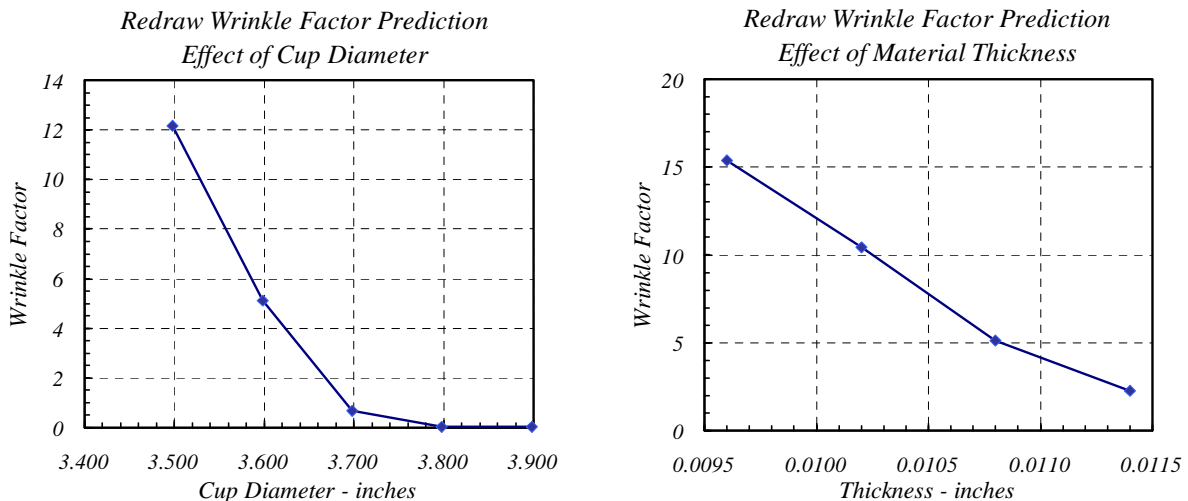 Redraw Wrinkle Factor Prediction
Effect of Cup Diameter
14
12
10
8
6
4
2
0
Wrinkle Factor
3.400 3.500 3.600 3.700 3.800 3.900
Cup Diameter - inches
Redraw Wrinkle Factor Prediction
Effect of Material Thickness
20
15
10
5
0
Wrinkle Factor
0.0095 0.0100 0.0105 0.0110 0.0115
Thickness - inches